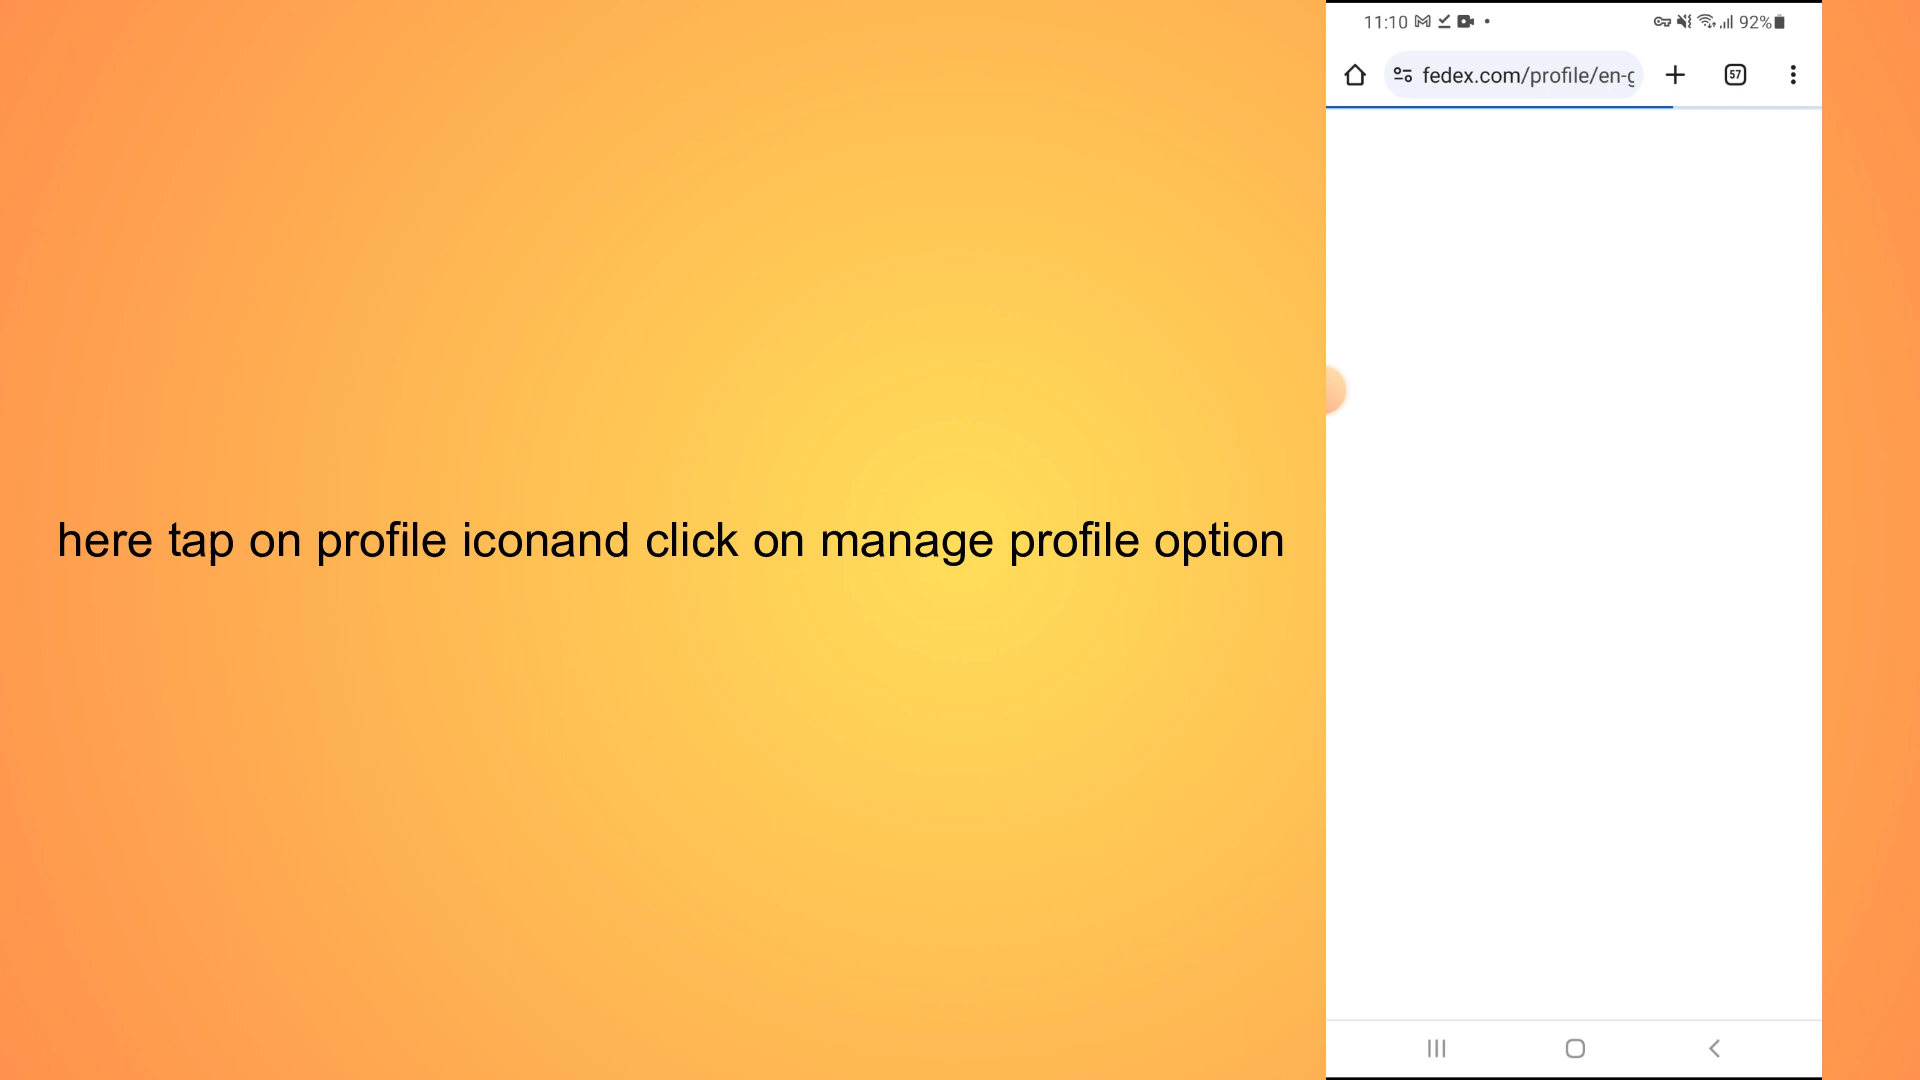 11:10
92%
fedex.com/profile/en-g
57
here tap on profile iconand click on manage profile option